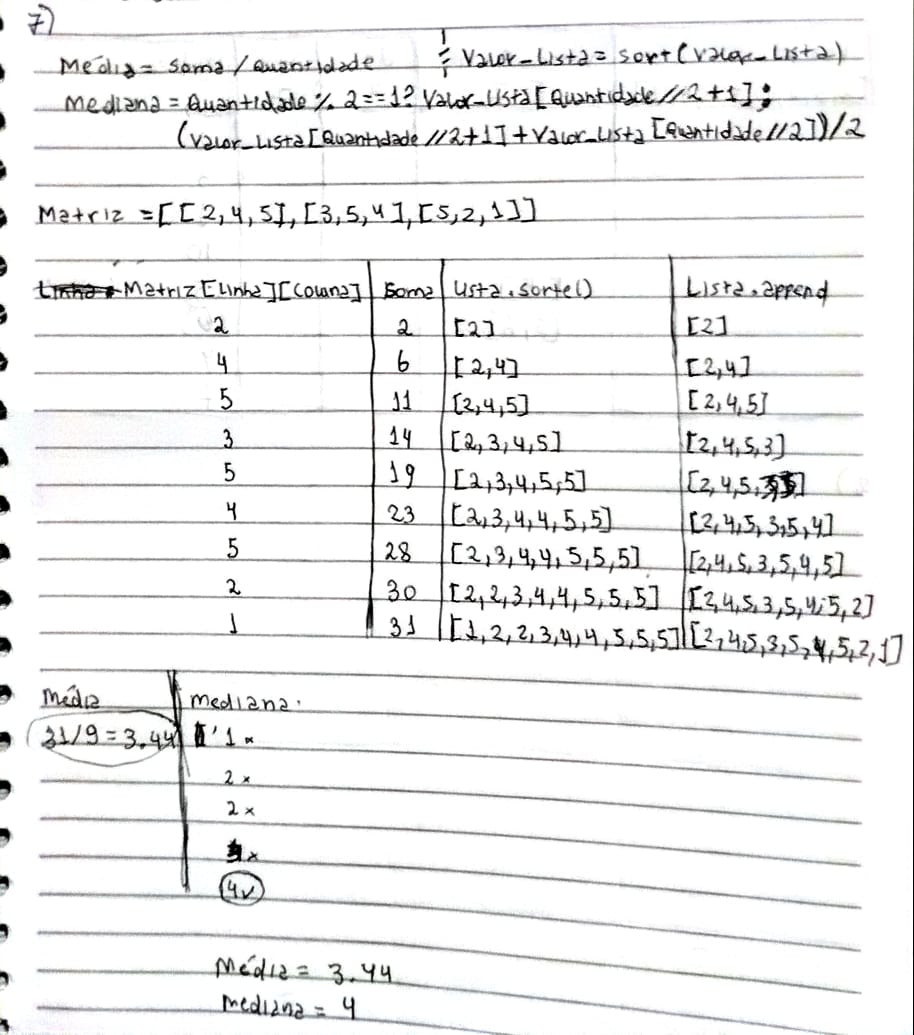 7)
Média = soma / Quantidade ; Valor_Lista = sort(Valor_Lista)
Mediana = Quantidade % 2 == 1? Valor_Lista[Quantidade//2+1] :
(Valor_Lista[Quantidade//2+1] + Valor_Lista[Quantidade//2])/2
Matriz = [[2,4,5], [3,5,4], [5,2,1]]
Matriz[Linha][Coluna] Soma Lista.sorte() Lista.append
2 2 [2] [2]
4 6 [2,4] [2,4]
5 11 [2,4,5] [2,4,5]
3 14 [2,3,4,5] [2,4,5,3]
5 19 [2,3,4,5,5] [2,4,5,3,5]
4 23 [2,3,4,4,5,5] [2,4,5,3,5,4]
5 28 [2,3,4,4,5,5,5] [2,4,5,3,5,4,5]
2 30 [2,2,3,4,4,5,5,5] [2,4,5,3,5,4,5,2]
1 31 [1,2,2,3,4,4,5,5,5] [2,4,5,3,5,4,5,2,1]
Média mediana.
31/9 = 3.44 1 x
2 x
2 x
x
4 v
Média = 3.44
mediana = 4